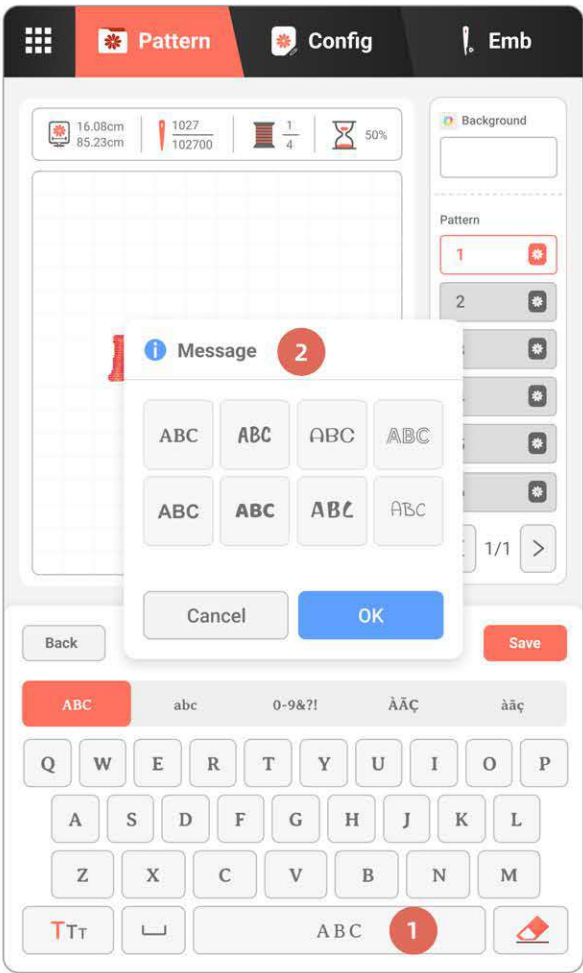 Pattern Config Emb
16.08cm
85.23cm
1027
102700
1
4
50%
Background
Pattern
1
2
Message 2
ABC ABC ABC ABC
ABC ABC ABC ABC
1/1 >
Cancel OK
Back Save
ABC abc 0-9&?! ÀÃÇ àãç
Q W E R T Y U I O P
A S D F G H J K L
Z X C V B N M
TTT ABC 1